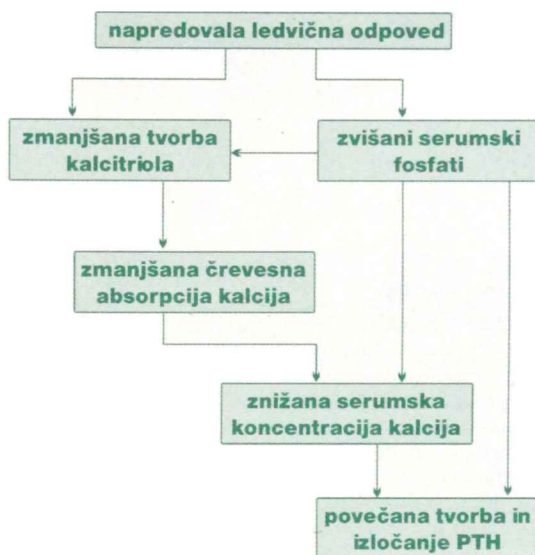 napredovala ledvična odpoved
zmanjšana tvorba
kalcitriola
zvišani serumski
fosfati
zmanjšana črevesna
absorpcija kalcija
znižana serumska
koncentracija kalcija
povečana tvorba in
izločanje PTH